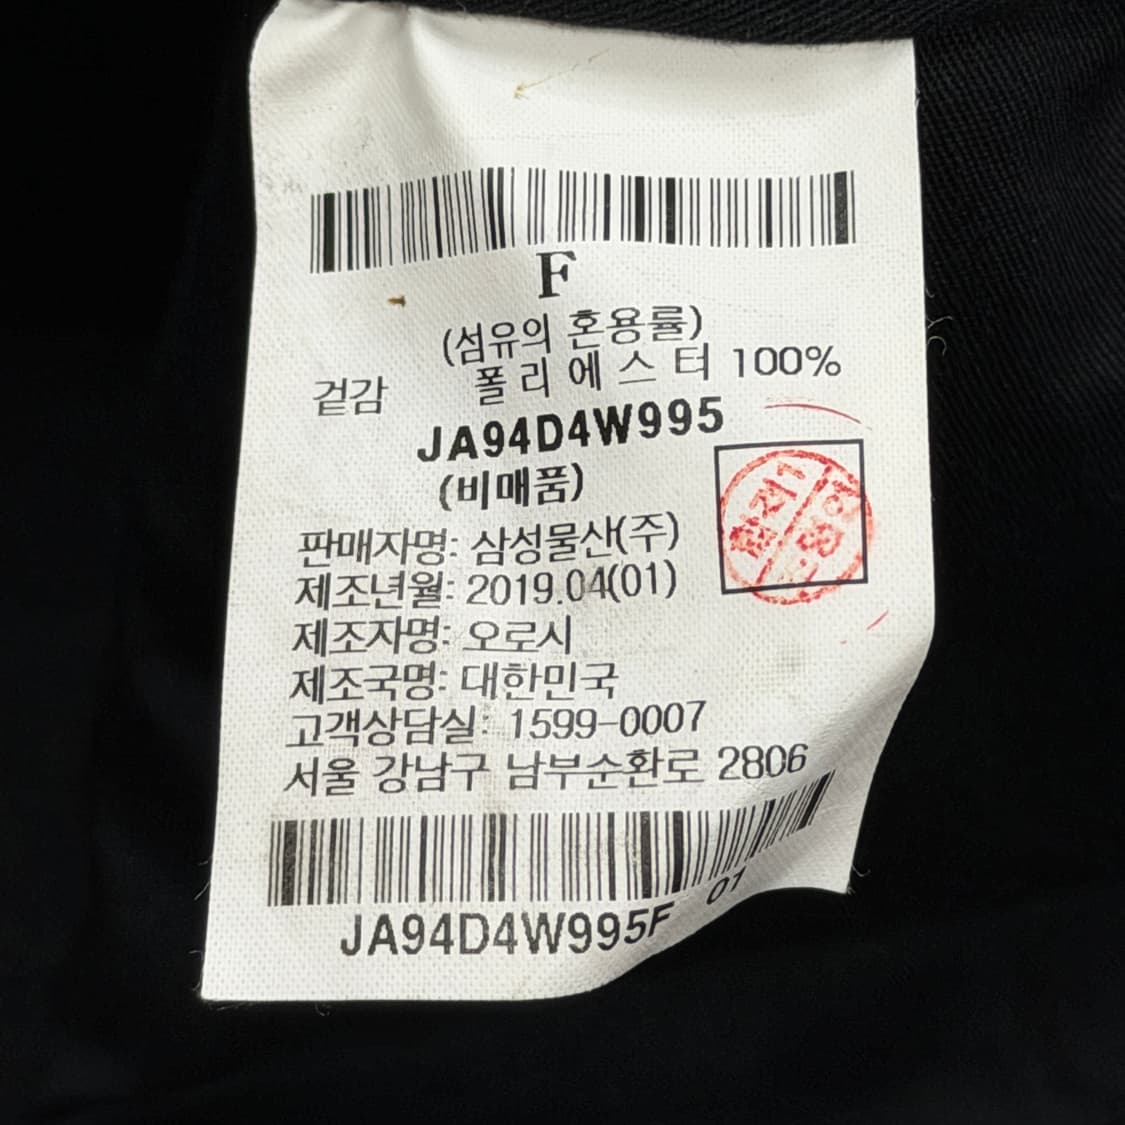 F
(섬유의 혼용률)
겉감 폴리에스터 100%
JA94D4W995
(비매품)
판매자명: 삼성물산(주)
제조년월: 2019.04(01)
제조자명: 오로시
제조국명: 대한민국
고객상담실: 1599-0007
서울 강남구 남부순환로 2806
JA94D4W995F 01